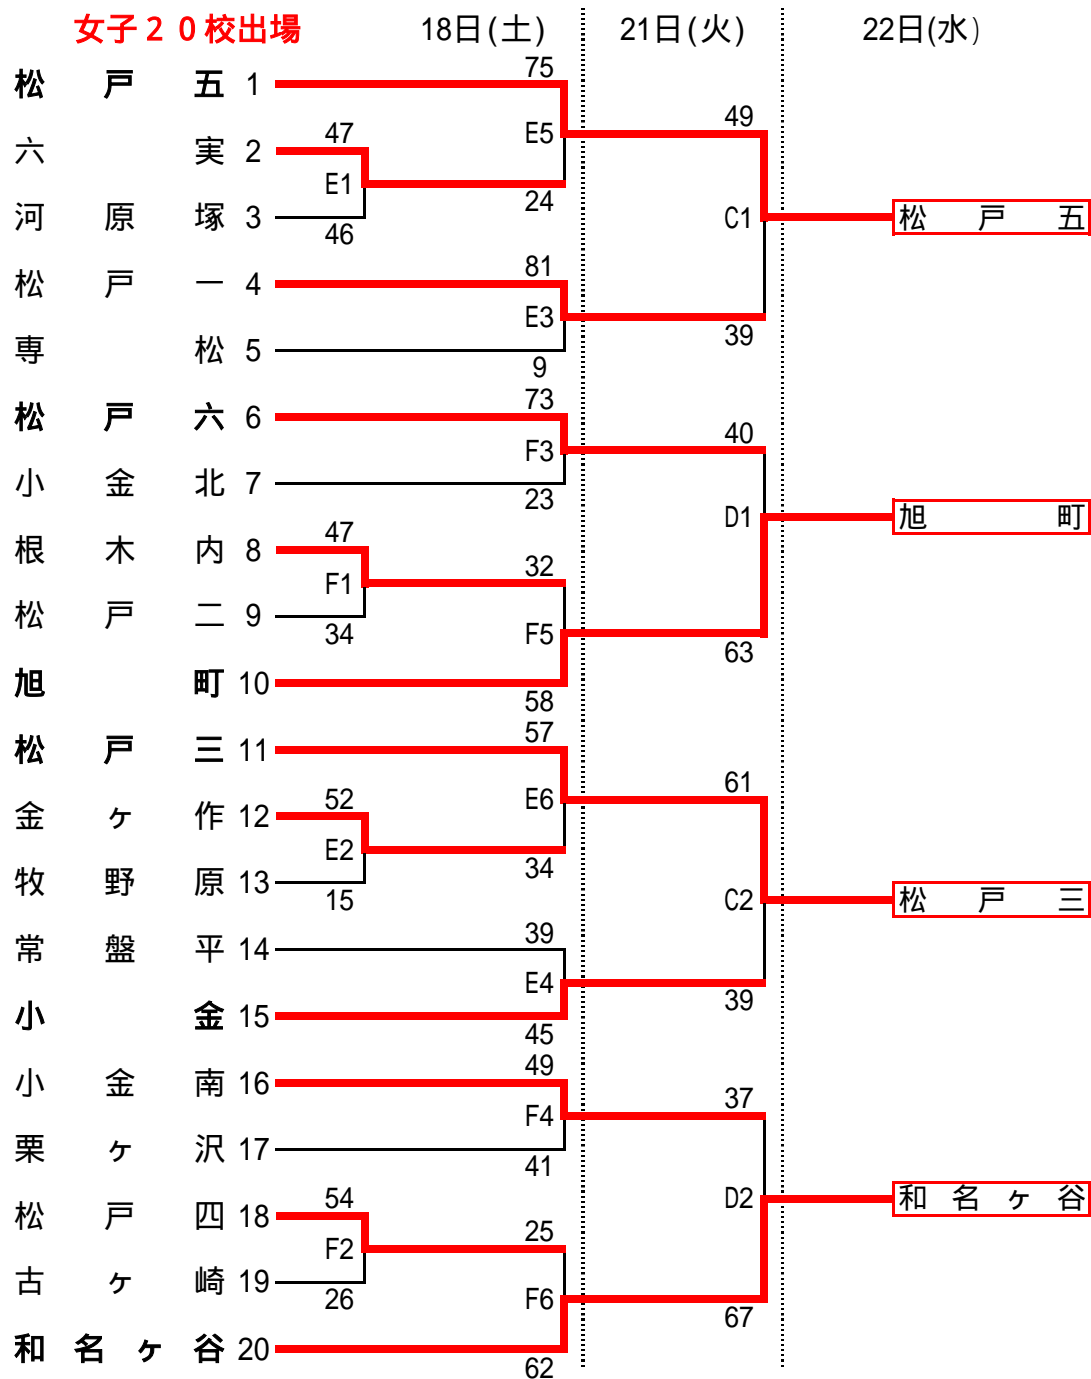 女子２０校出場 18日(土) 21日(火) 22日(水)
75
松戸五 1
49
47 E5
六実 2
E1
24
河原塚 3 C1 松戸五
46
81
松戸一 4
E3
39
専松 5
9
73
松戸六 6
40
F3
小金北 7
23
D1 旭町
47
根木内 8
32
F1
松戸二 9
34 F5
63
旭町 10
58
57
松戸三 11
61
52 E6
金ヶ作 12
E2
34
牧野原 13
15 C2 松戸三
39
常盤平 14
E4
39
小金 15
45
49
小金南 16
37
F4
栗ヶ沢 17
41
54 D2 和名ヶ谷
松戸四 18
25
F2
古ヶ崎 19
26 F6
67
和名ヶ谷 20
62